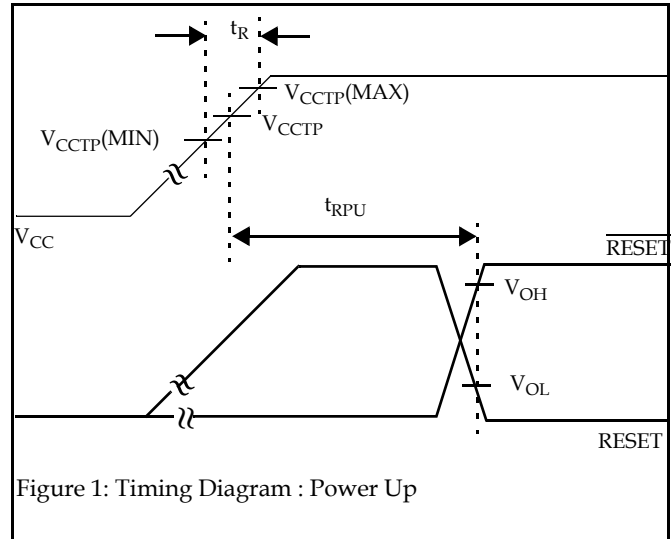 tR
VCCTP(MAX)
VCCTP
VCCTP(MIN)
tRPU
VCC
RESET
VOH
VOL
RESET
Figure 1: Timing Diagram : Power Up